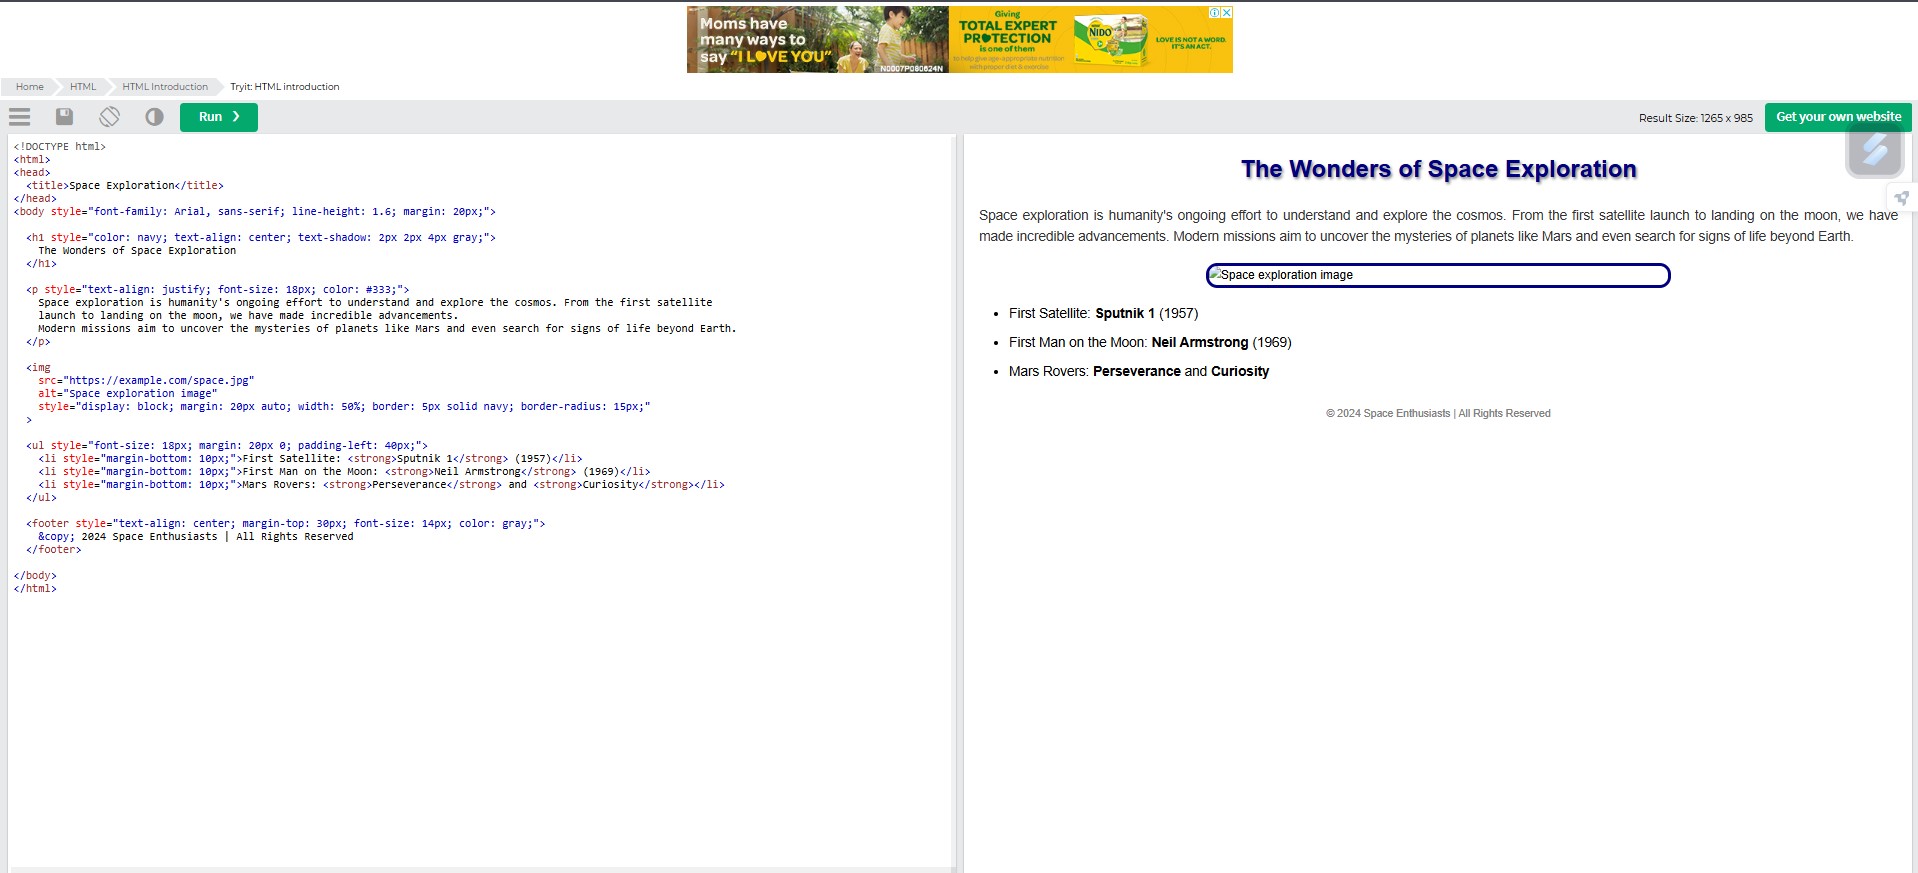 Moms have
many ways to
say “I LOVE YOU”
N0007P080624N
Giving
TOTAL EXPERT
PROTECTION
is one of them
to help give age-appropriate nutrition
with proper diet & exercise
NIDO
LOVE IS NOT A WORD.
IT'S AN ACT.
Home HTML HTML Introduction Tryit: HTML introduction
Run ❯
Result Size: 1265 x 985
Get your own website
<!DOCTYPE html>
<html>
<head>
  <title>Space Exploration</title>
</head>
<body style="font-family: Arial, sans-serif; line-height: 1.6; margin: 20px;">
  <h1 style="color: navy; text-align: center; text-shadow: 2px 2px 4px gray;">
    The Wonders of Space Exploration
  </h1>
  <p style="text-align: justify; font-size: 18px; color: #333;">
    Space exploration is humanity's ongoing effort to understand and explore the cosmos. From the first satellite
    launch to landing on the moon, we have made incredible advancements.
    Modern missions aim to uncover the mysteries of planets like Mars and even search for signs of life beyond Earth.
  </p>
  <img
    src="https://example.com/space.jpg"
    alt="Space exploration image"
    style="display: block; margin: 20px auto; width: 50%; border: 5px solid navy; border-radius: 15px;"
  >
  <ul style="font-size: 18px; margin: 20px 0; padding-left: 40px;">
    <li style="margin-bottom: 10px;">First Satellite: <strong>Sputnik 1</strong> (1957)</li>
    <li style="margin-bottom: 10px;">First Man on the Moon: <strong>Neil Armstrong</strong> (1969)</li>
    <li style="margin-bottom: 10px;">Mars Rovers: <strong>Perseverance</strong> and <strong>Curiosity</strong></li>
  </ul>
  <footer style="text-align: center; margin-top: 30px; font-size: 14px; color: gray;">
    &copy; 2024 Space Enthusiasts | All Rights Reserved
  </footer>
</body>
</html>
The Wonders of Space Exploration
Space exploration is humanity's ongoing effort to understand and explore the cosmos. From the first satellite launch to landing on the moon, we have
made incredible advancements. Modern missions aim to uncover the mysteries of planets like Mars and even search for signs of life beyond Earth.
Space exploration image
• First Satellite: Sputnik 1 (1957)
• First Man on the Moon: Neil Armstrong (1969)
• Mars Rovers: Perseverance and Curiosity
© 2024 Space Enthusiasts | All Rights Reserved